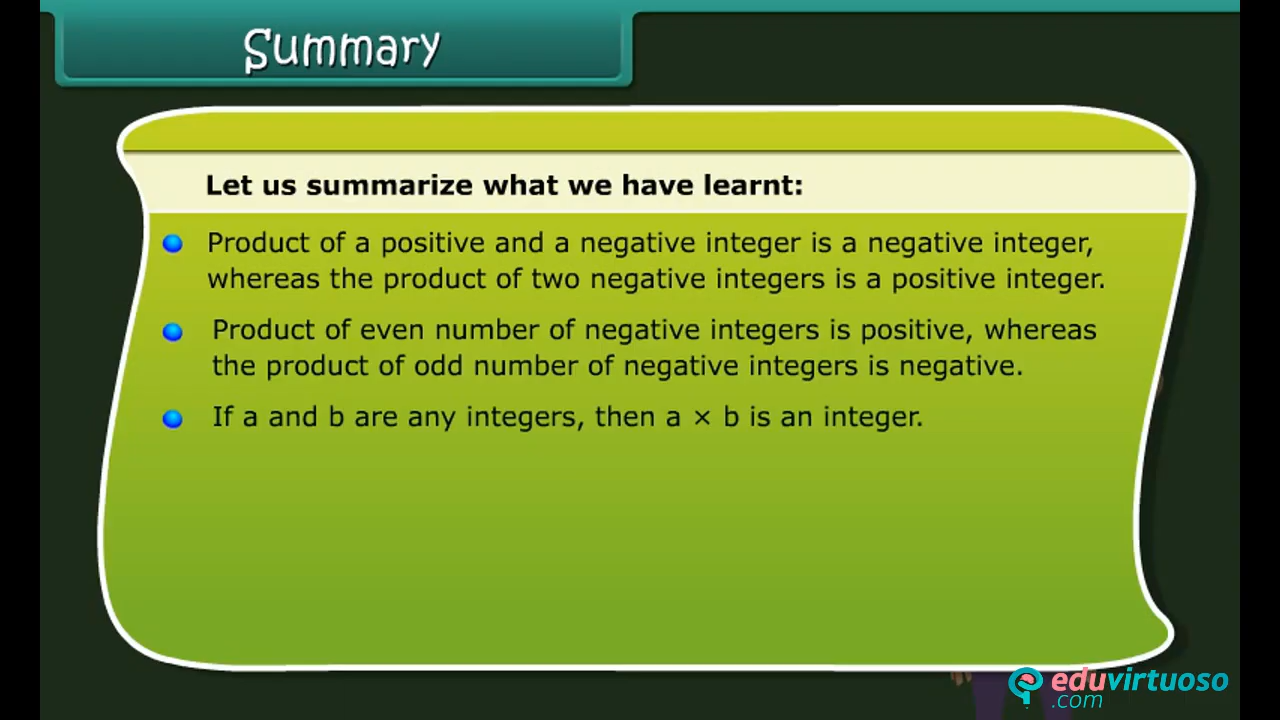 Summary
Let us summarize what we have learnt:
Product of a positive and a negative integer is a negative integer,
whereas the product of two negative integers is a positive integer.
Product of even number of negative integers is positive, whereas
the product of odd number of negative integers is negative.
If a and b are any integers, then a × b is an integer.
eduvirtuoso
.com